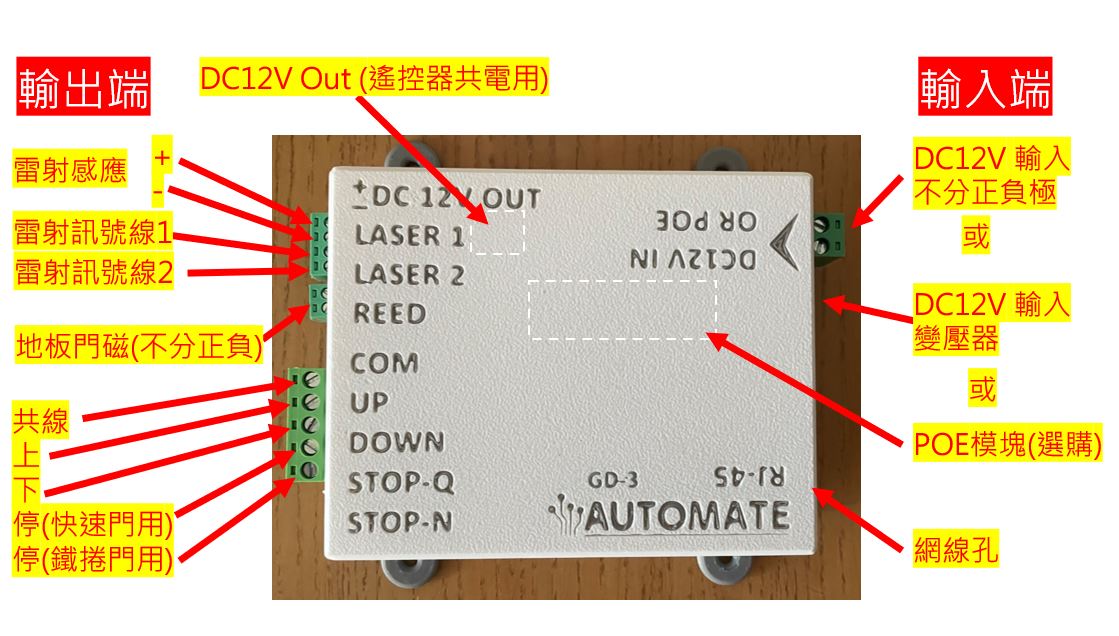 DC12V Out (遙控器共電用)
輸出端
輸入端
雷射感應
+
-
雷射訊號線1
雷射訊號線2
地板門磁(不分正負)
共線
上
下
停(快速門用)
停(鐵捲門用)
+
- DC 12V OUT
LASER 1
LASER 2
REED
COM
UP
DOWN
STOP-Q
STOP-N
DC12V IN
OR POE
GD-3
RJ-45
AUTOMATE
DC12V 輸入
不分正負極
或
DC12V 輸入
變壓器
或
POE模塊(選購)
網線孔